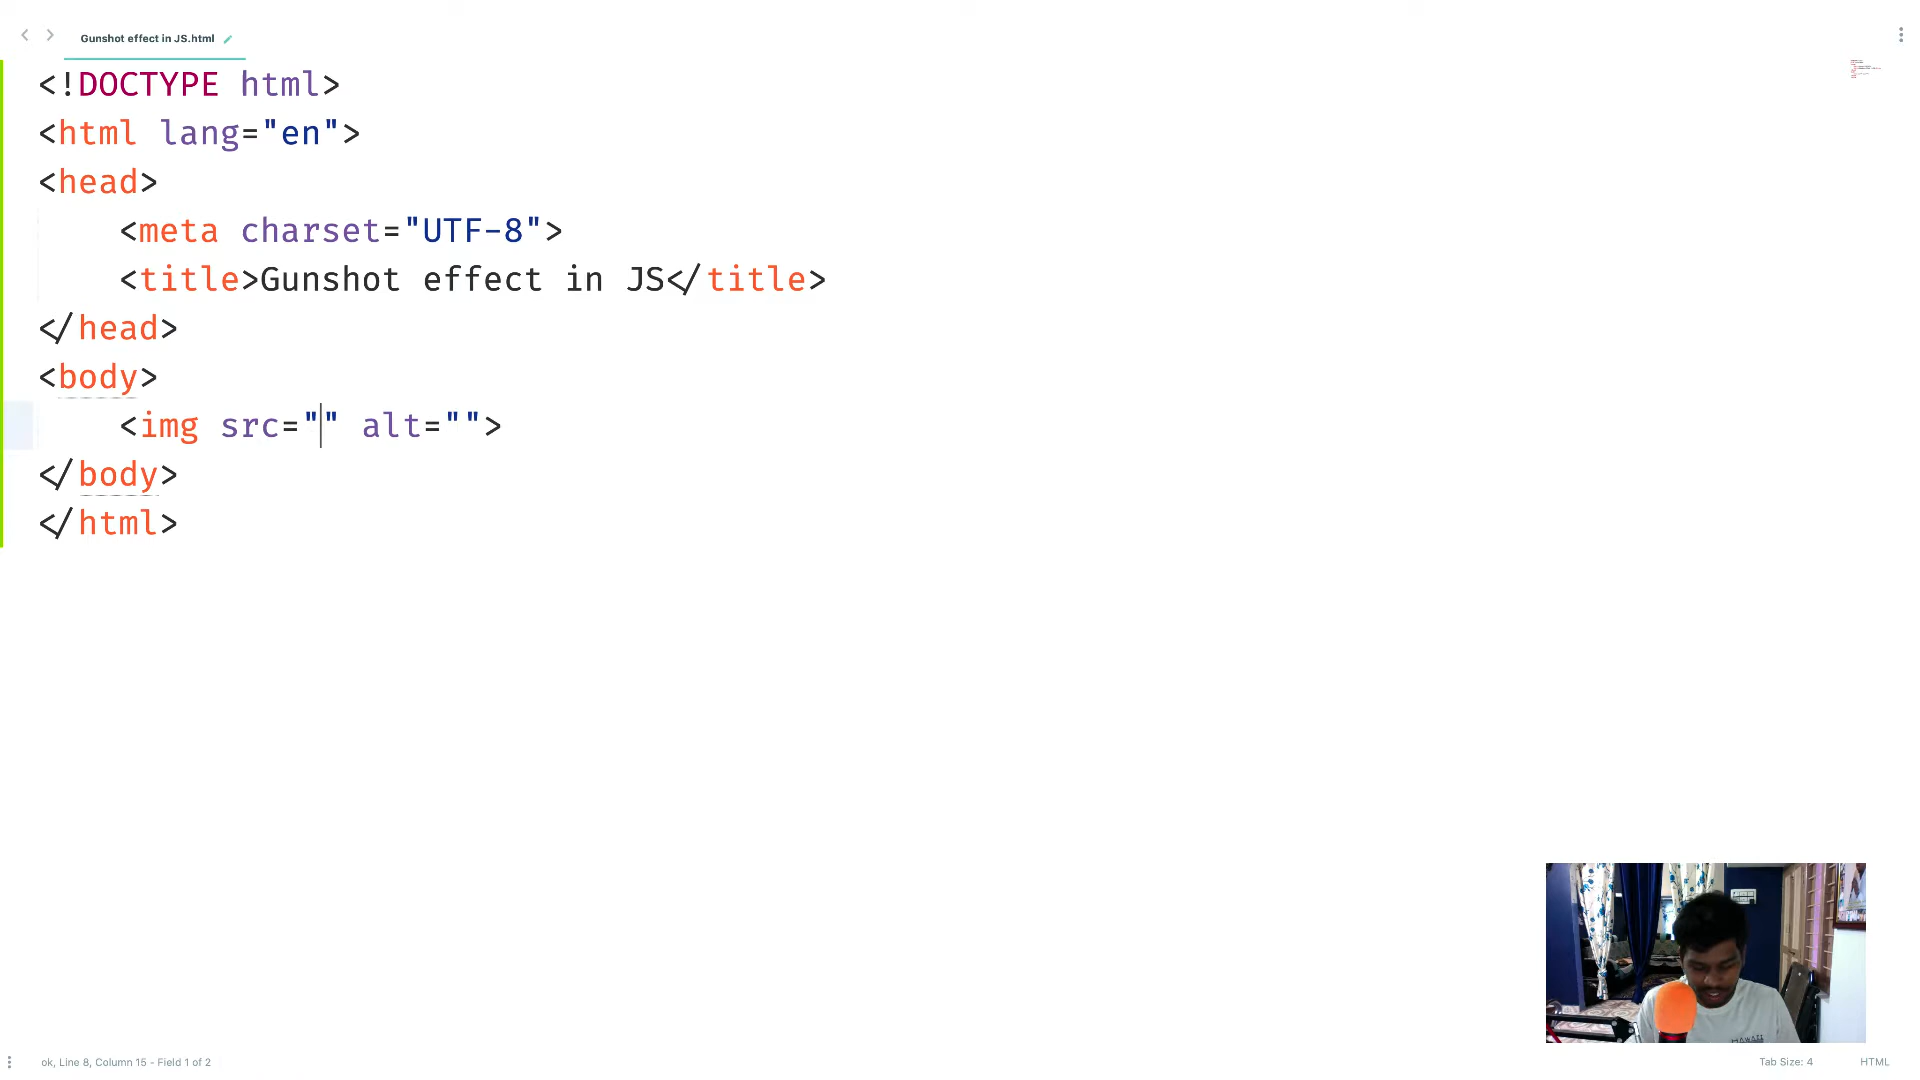 Gunshot effect in JS.html
<!DOCTYPE html>
<html lang="en">
<head>
    <meta charset="UTF-8">
    <title>Gunshot effect in JS</title>
</head>
<body>
    <img src="" alt="">
</body>
</html>
HAWAII
ok, Line 8, Column 15 - Field 1 of 2
Tab Size: 4
HTML